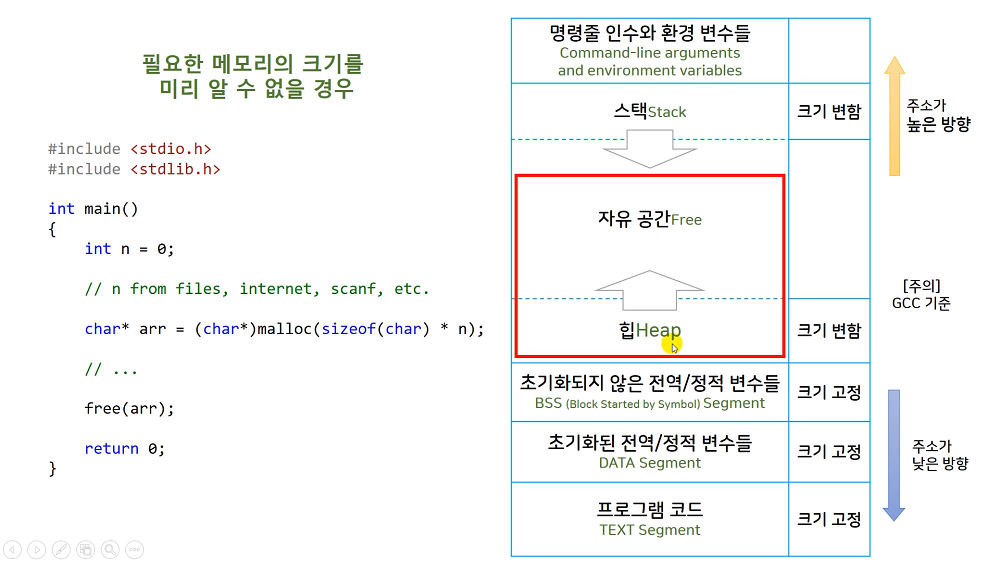 필요한 메모리의 크기를
미리 알 수 없을 경우
#include <stdio.h>
#include <stdlib.h>
int main()
{
int n = 0;
// n from files, internet, scanf, etc.
char* arr = (char*)malloc(sizeof(char) * n);
// ...
free(arr);
return 0;
}
명령줄 인수와 환경 변수들
Command-line arguments
and environment variables
스택Stack
크기 변함
자유 공간Free
힙Heap
크기 변함
초기화되지 않은 전역/정적 변수들
BSS (Block Started by Symbol) Segment
크기 고정
초기화된 전역/정적 변수들
DATA Segment
크기 고정
프로그램 코드
TEXT Segment
크기 고정
주소가
높은 방향
[주의]
GCC 기준
주소가
낮은 방향